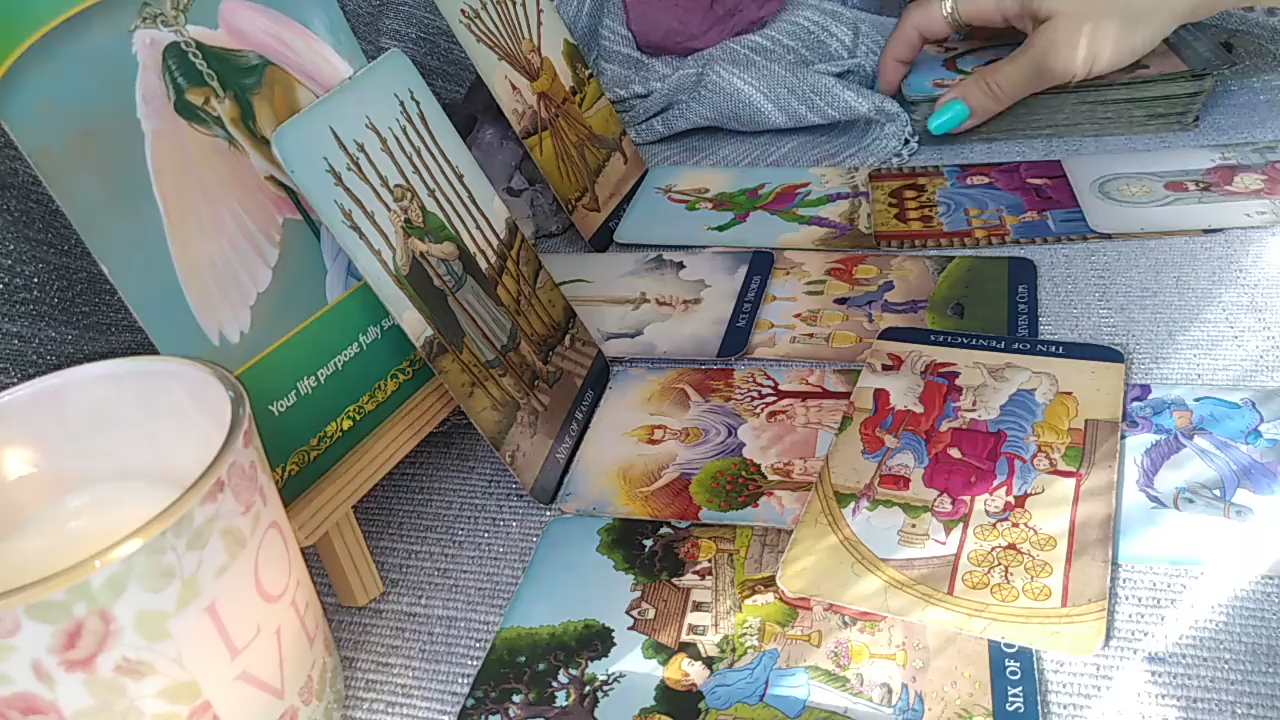 Your life purpose fully su
NINE OF WANDS
ACE OF SWORDS
SEVEN OF CUPS
TEN OF PENTACLES
SIX OF C
LOVE